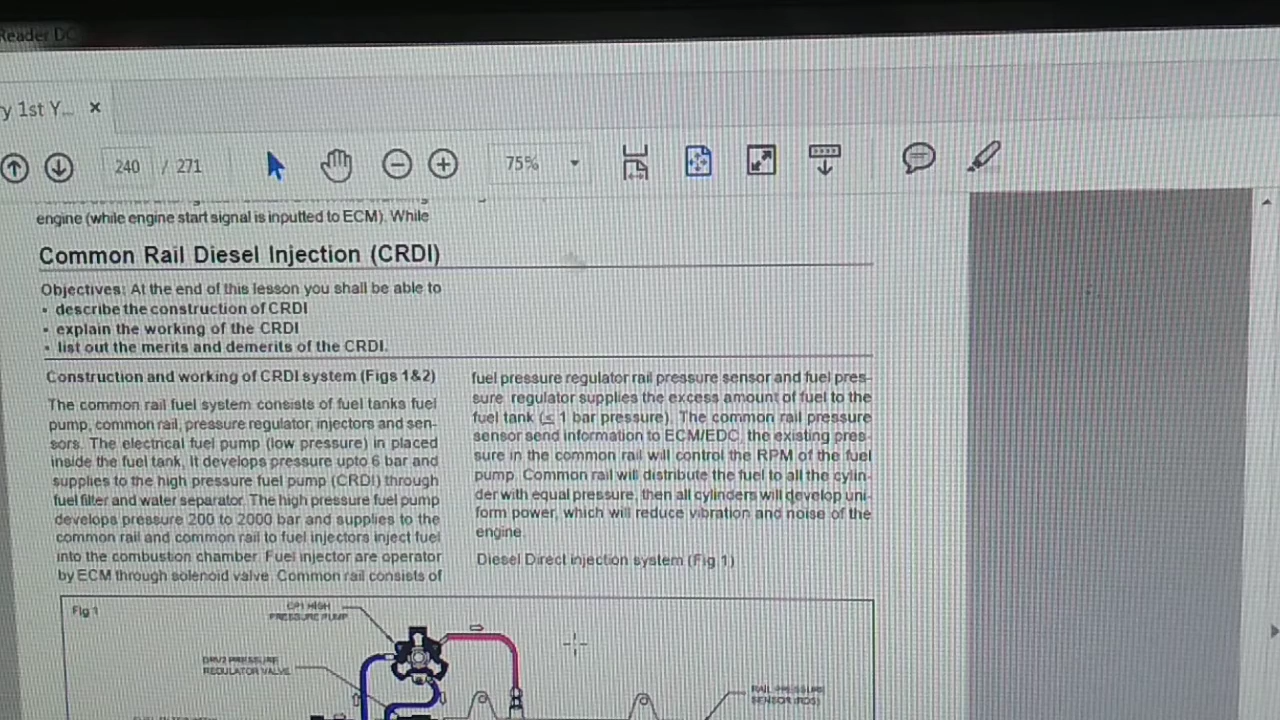 Reader DC
y 1st Y...
240 / 271
75%
engine (while engine start signal is inputted to ECM). While
Common Rail Diesel Injection (CRDI)
Objectives: At the end of this lesson you shall be able to
• describe the construction of CRDI
• explain the working of the CRDI
• list out the merits and demerits of the CRDI.
Construction and working of CRDI system (Figs 1&2)
The common rail fuel system consists of fuel tanks fuel
pump, common rail, pressure regulator, injectors and sen-
sors. The electrical fuel pump (low pressure) in placed
inside the fuel tank. It develops pressure upto 6 bar and
supplies to the high pressure fuel pump (CRDI) through
fuel filter and water separator. The high pressure fuel pump
develops pressure 200 to 2000 bar and supplies to the
common rail and common rail to fuel injectors inject fuel
into the combustion chamber. Fuel injector are operator
by ECM through solenoid valve. Common rail consists of
fuel pressure regulator rail pressure sensor and fuel pres-
sure regulator supplies the excess amount of fuel to the
fuel tank (≤ 1 bar pressure). The common rail pressure
sensor send information to ECM/EDC, the existing pres-
sure in the common rail will control the RPM of the fuel
pump. Common rail will distribute the fuel to all the cylin-
der with equal pressure, then all cylinders will develop uni-
form power, which will reduce vibration and noise of the
engine.
Diesel Direct injection system (Fig 1)
Fig 1
CP1 HIGH
PRESSURE PUMP
DRV2 PRESSURE
REGULATOR VALVE
RAIL PRESSURE
SENSOR (RDS)